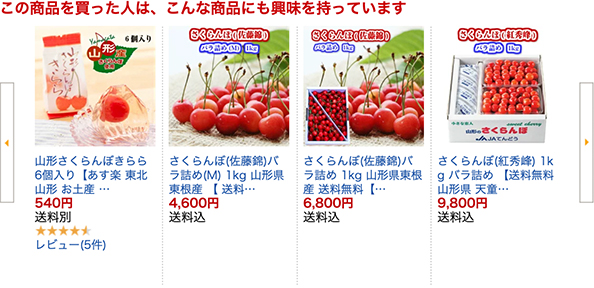 この商品を買った人は、こんな商品にも興味を持っています
6個入り
Yamagata
山形
産
山形さくらんぼきらら 6個入り【あす楽 東北 山形 お土産 …
540円
送料別
レビュー(5件)
さくらんぼ(佐藤錦)
バラ詰め(M) 1kg
さくらんぼ(佐藤錦)バラ詰め(M) 1kg 山形県東根産 【 送料…
4,600円
送料込
さくらんぼ(佐藤錦)
バラ詰め 1kg
さくらんぼ(佐藤錦)バラ詰め 1kg 山形県東根産 送料無料【…
6,800円
送料込
さくらんぼ(紅秀峰)
バラ詰め 1kg
sweet cherry
山形の さくらんぼ
JAてんどう
さくらんぼ(紅秀峰) 1kg バラ詰め 【送料無料 山形県 天童…
9,800円
送料込